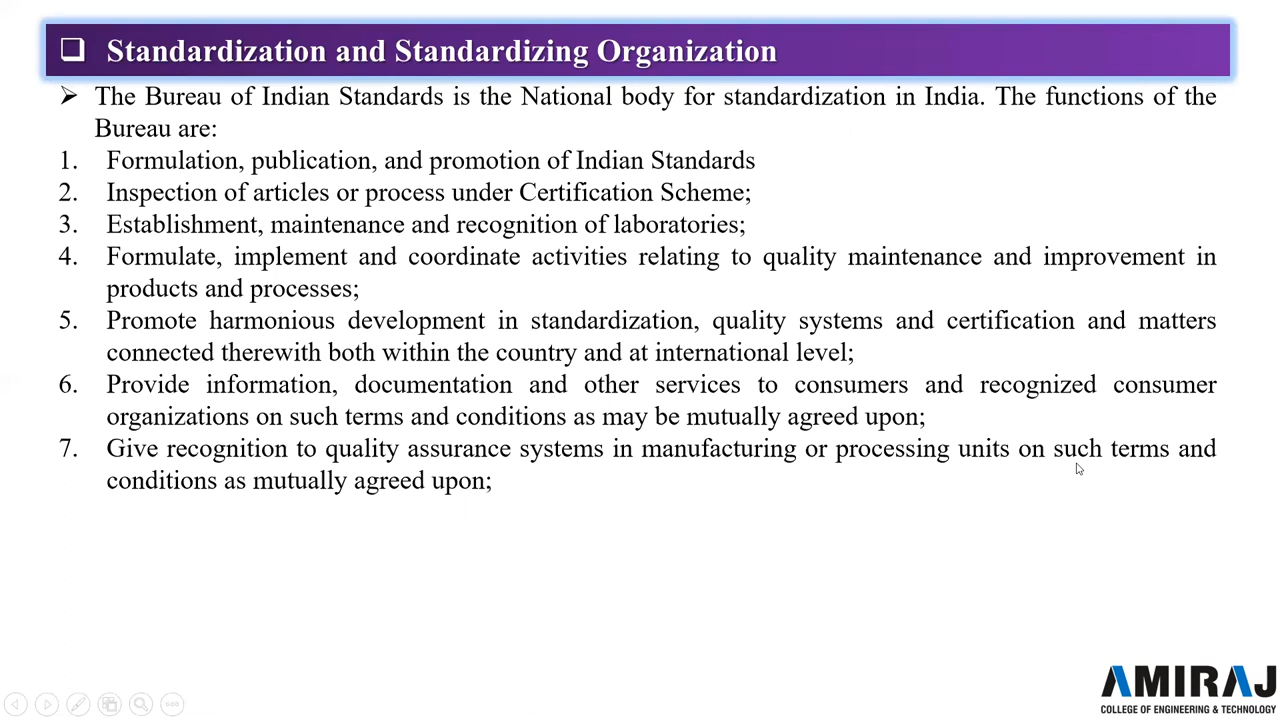 ❑ Standardization and Standardizing Organization
➤ The Bureau of Indian Standards is the National body for standardization in India. The functions of the
Bureau are:
1. Formulation, publication, and promotion of Indian Standards
2. Inspection of articles or process under Certification Scheme;
3. Establishment, maintenance and recognition of laboratories;
4. Formulate, implement and coordinate activities relating to quality maintenance and improvement in
products and processes;
5. Promote harmonious development in standardization, quality systems and certification and matters
connected therewith both within the country and at international level;
6. Provide information, documentation and other services to consumers and recognized consumer
organizations on such terms and conditions as may be mutually agreed upon;
7. Give recognition to quality assurance systems in manufacturing or processing units on such terms and
conditions as mutually agreed upon;
AMIRAJ
COLLEGE OF ENGINEERING & TECHNOLOGY